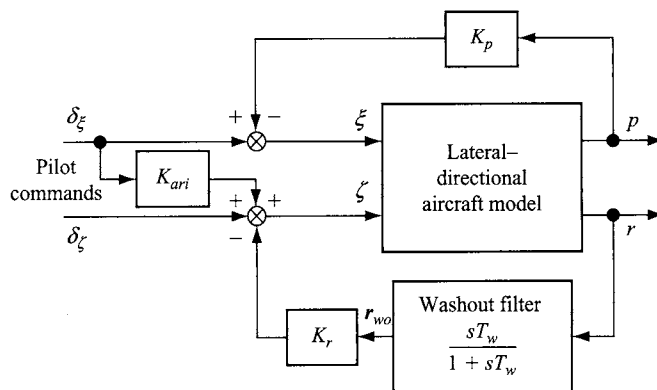 K_p
δ_ξ
+
−
ξ
p
Pilot
commands
K_ari
Lateral–
directional
aircraft model
+
+
ζ
δ_ζ
−
r
K_r
r_wo
Washout filter
sT_w
1 + sT_w